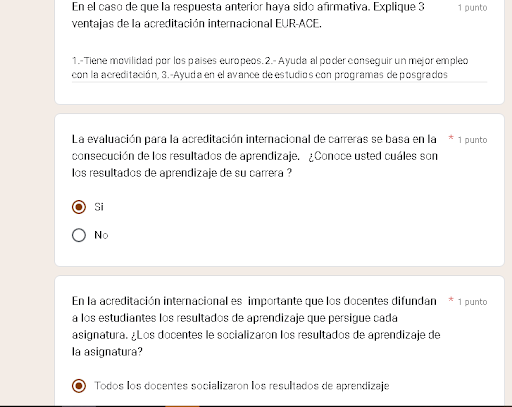 En el caso de que la respuesta anterior haya sido afirmativa. Explique 3
1 punto
ventajas de la acreditación internacional EUR-ACE.
1.-Tiene movilidad por los paises europeos. 2.- Ayuda al poder conseguir un mejor empleo
con la acreditación, 3.-Ayuda en el avance de estudios con programas de posgrados
La evaluación para la acreditación internacional de carreras se basa en la
* 1 punto
consecución de los resultados de aprendizaje. ¿Conoce usted cuáles son
los resultados de aprendizaje de su carrera ?
Si
No
En la acreditación internacional es importante que los docentes difundan
* 1 punto
a los estudiantes los resultados de aprendizaje que persigue cada
asignatura. ¿Los docentes le socializaron los resultados de aprendizaje de
la asignatura?
Todos los docentes socializaron los resultados de aprendizaje